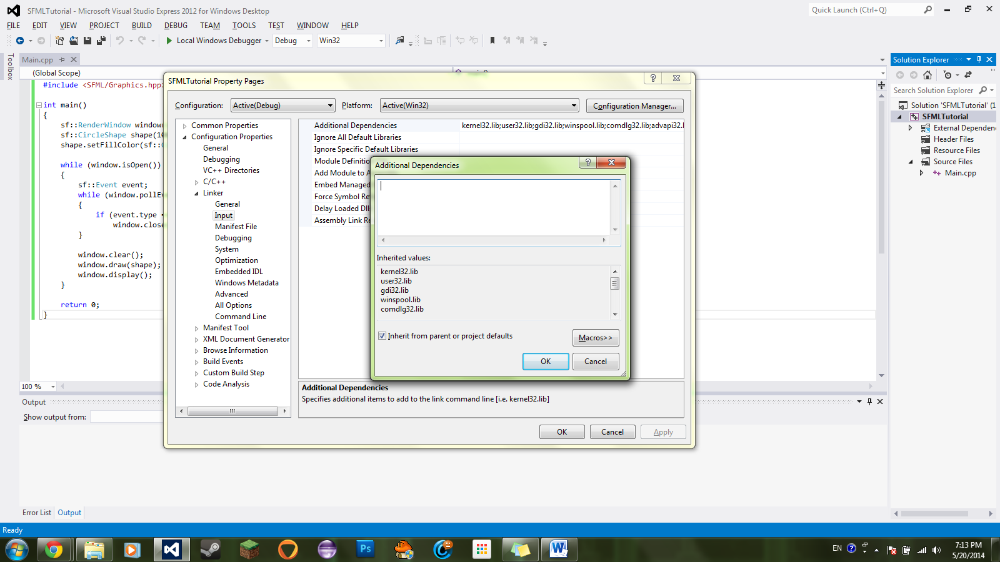 SFMLTutorial - Microsoft Visual Studio Express 2012 for Windows Desktop
Quick Launch (Ctrl+Q)
FILE EDIT VIEW PROJECT BUILD DEBUG TEAM TOOLS TEST WINDOW HELP
Local Windows Debugger Debug Win32
Toolbox
Main.cpp
(Global Scope)
#include <SFML/Graphics.hpp>
int main()
{
sf::RenderWindow window
sf::CircleShape shape(10
shape.setFillColor(sf::
while (window.isOpen())
{
sf::Event event;
while (window.pollEv
{
if (event.type =
window.close
}
window.clear();
window.draw(shape);
window.display();
}
return 0;
}
100 %
Output
Show output from:
Error List Output
Ready
SFMLTutorial Property Pages
?
Configuration: Active(Debug) Platform: Active(Win32) Configuration Manager...
Common Properties
Configuration Properties
General
Debugging
VC++ Directories
C/C++
Linker
General
Input
Manifest File
Debugging
System
Optimization
Embedded IDL
Windows Metadata
Advanced
All Options
Command Line
Manifest Tool
XML Document Generator
Browse Information
Build Events
Custom Build Step
Code Analysis
Additional Dependencies kernel32.lib;user32.lib;gdi32.lib;winspool.lib;comdlg32.lib;advapi32.l
Ignore All Default Libraries
Ignore Specific Default Libraries
Module Definitio
Add Module to A
Embed Managed
Force Symbol Re
Delay Loaded Dll
Assembly Link Re
Additional Dependencies
Specifies additional items to add to the link command line [i.e. kernel32.lib]
OK Cancel Apply
Additional Dependencies
?
Inherited values:
kernel32.lib
user32.lib
gdi32.lib
winspool.lib
comdlg32.lib
Inherit from parent or project defaults
Macros>>
OK Cancel
Solution Explorer
Search Solution Explorer
Solution 'SFMLTutorial' (1
SFMLTutorial
External Dependen
Header Files
Resource Files
Source Files
Main.cpp
Ps
W
EN
7:13 PM
5/20/2014